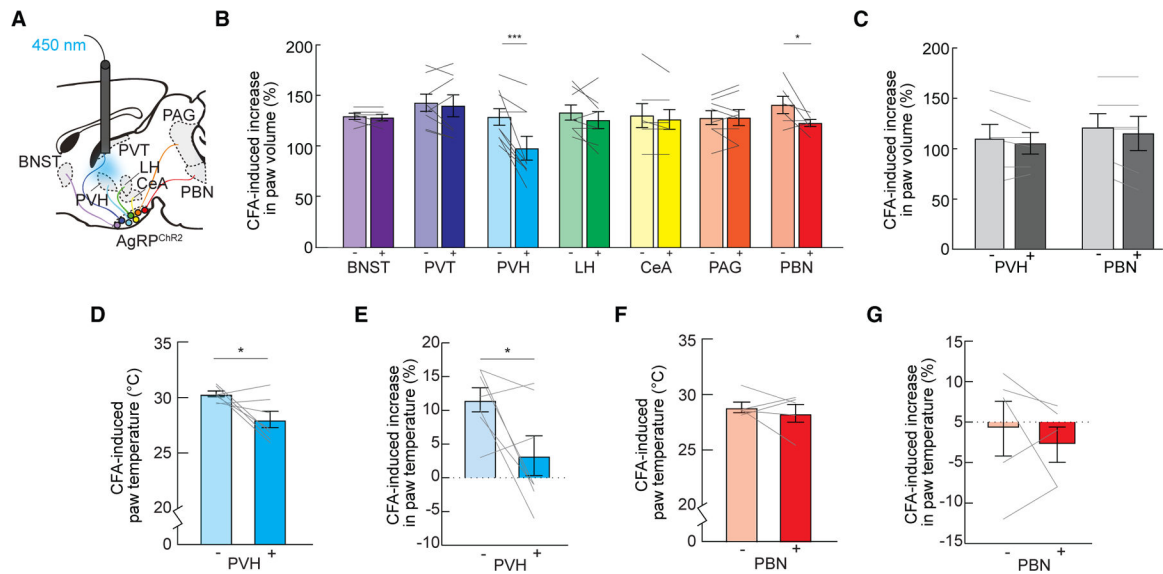 A
450 nm
PAG
PVT
BNST
LH
CeA
PVH
PBN
AgRPChR2
B
CFA-induced increase
in paw volume (%)
200
150
100
50
0
***
*
- + - + - + - + - + - + - +
BNST PVT PVH LH CeA PAG PBN
C
CFA-induced increase
in paw volume (%)
200
150
100
50
0
- + - +
PVH PBN
D
CFA-induced
paw temperature (°C)
35
30
25
20
0
*
- +
PVH
E
CFA-induced increase
in paw temperature (%)
20
15
10
5
0
-5
-10
*
- +
PVH
F
CFA-induced
paw temperature (°C)
35
30
25
20
0
- +
PBN
G
CFA-induced increase
in paw temperature (%)
15
10
5
5
-5
-10
-15
- +
PBN